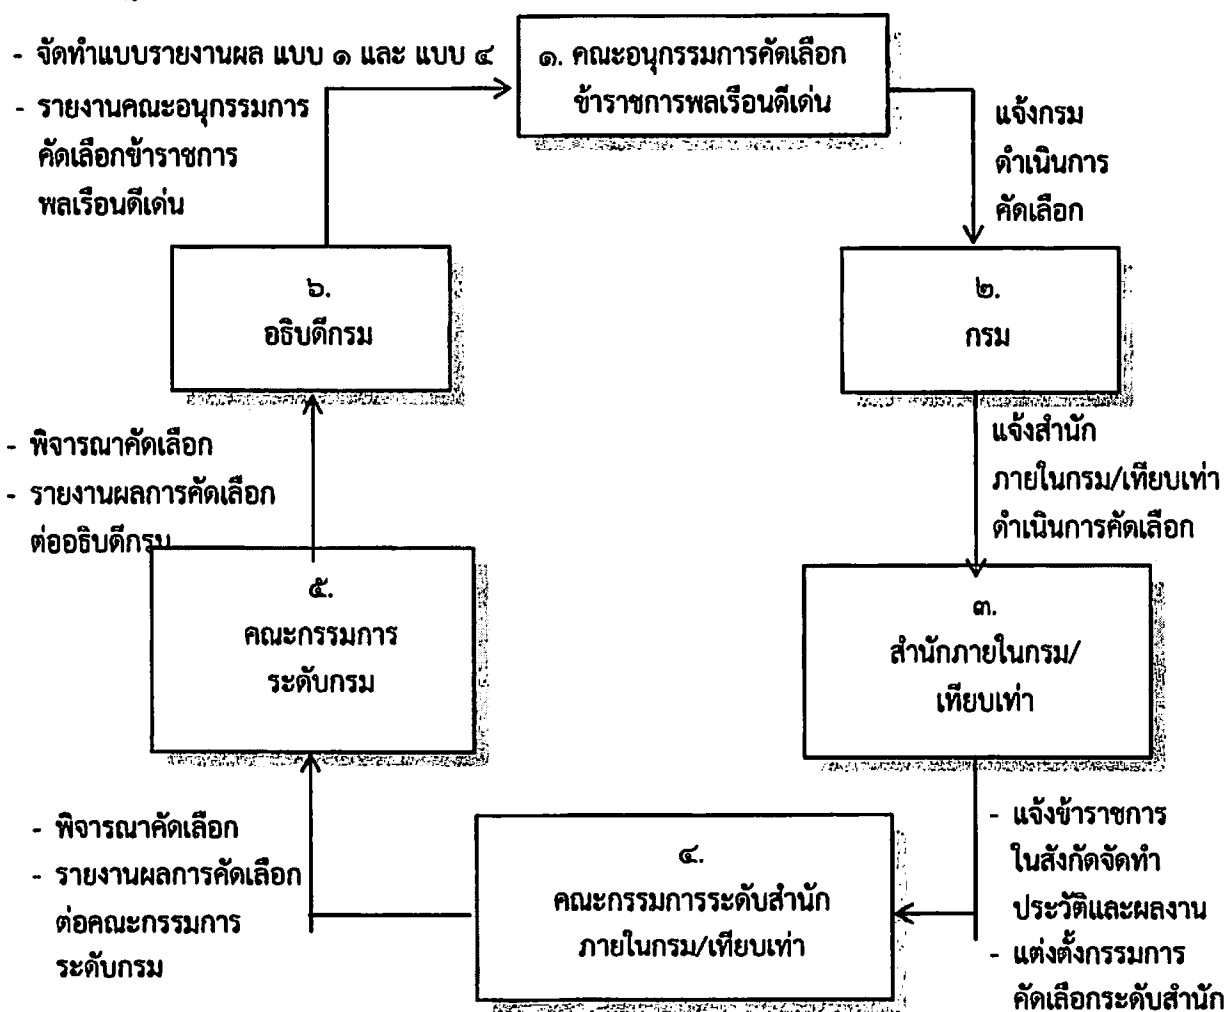 - จัดทำแบบรายงานผล แบบ ๑ และ แบบ ๔
- รายงานคณะอนุกรรมการ
คัดเลือกข้าราชการ
พลเรือนดีเด่น
๑. คณะอนุกรรมการคัดเลือก
ข้าราชการพลเรือนดีเด่น
แจ้งกรม
ดำเนินการ
คัดเลือก
๒.
กรม
แจ้งสำนัก
ภายในกรม/เทียบเท่า
ดำเนินการคัดเลือก
๓.
สำนักภายในกรม/
เทียบเท่า
- แจ้งข้าราชการ
ในสังกัดจัดทำ
ประวัติและผลงาน
- แต่งตั้งกรรมการ
คัดเลือกระดับสำนัก
๔.
คณะกรรมการระดับสำนัก
ภายในกรม/เทียบเท่า
- พิจารณาคัดเลือก
- รายงานผลการคัดเลือก
ต่อคณะกรรมการ
ระดับกรม
๕.
คณะกรรมการ
ระดับกรม
- พิจารณาคัดเลือก
- รายงานผลการคัดเลือก
ต่ออธิบดีกรม
๖.
อธิบดีกรม